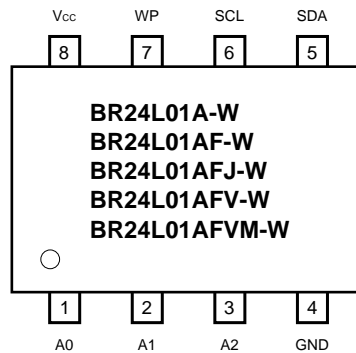 Vcc WP SCL SDA
8 7 6 5
BR24L01A-W
BR24L01AF-W
BR24L01AFJ-W
BR24L01AFV-W
BR24L01AFVM-W
1 2 3 4
A0 A1 A2 GND